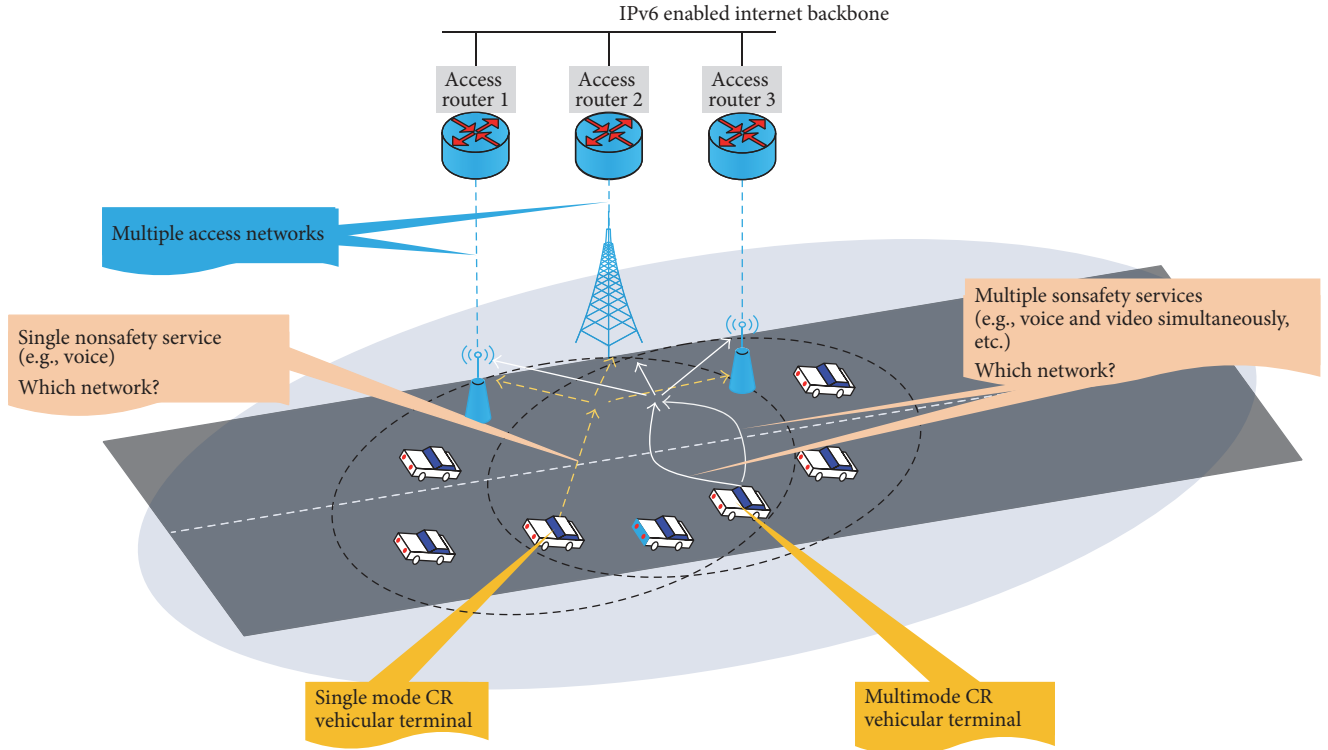 IPv6 enabled internet backbone
Access
router 1
Access
router 2
Access
router 3
Multiple access networks
Single nonsafety service
(e.g., voice)
Which network?
Multiple sonsafety services
(e.g., voice and video simultaneously,
etc.)
Which network?
Single mode CR
vehicular terminal
Multimode CR
vehicular terminal